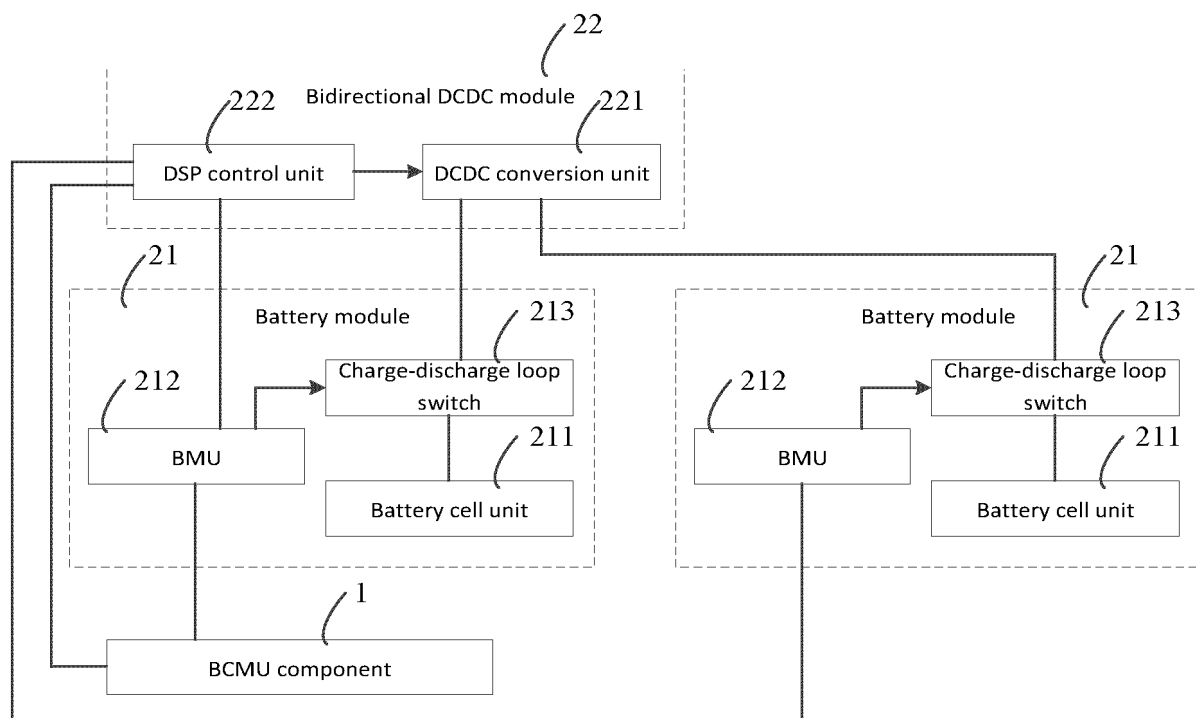 22
Bidirectional DCDC module
222
221
DSP control unit
DCDC conversion unit
21
21
Battery module
213
Battery module
213
212
Charge-discharge loop
switch
212
Charge-discharge loop
switch
BMU
211
BMU
211
Battery cell unit
Battery cell unit
1
BCMU component